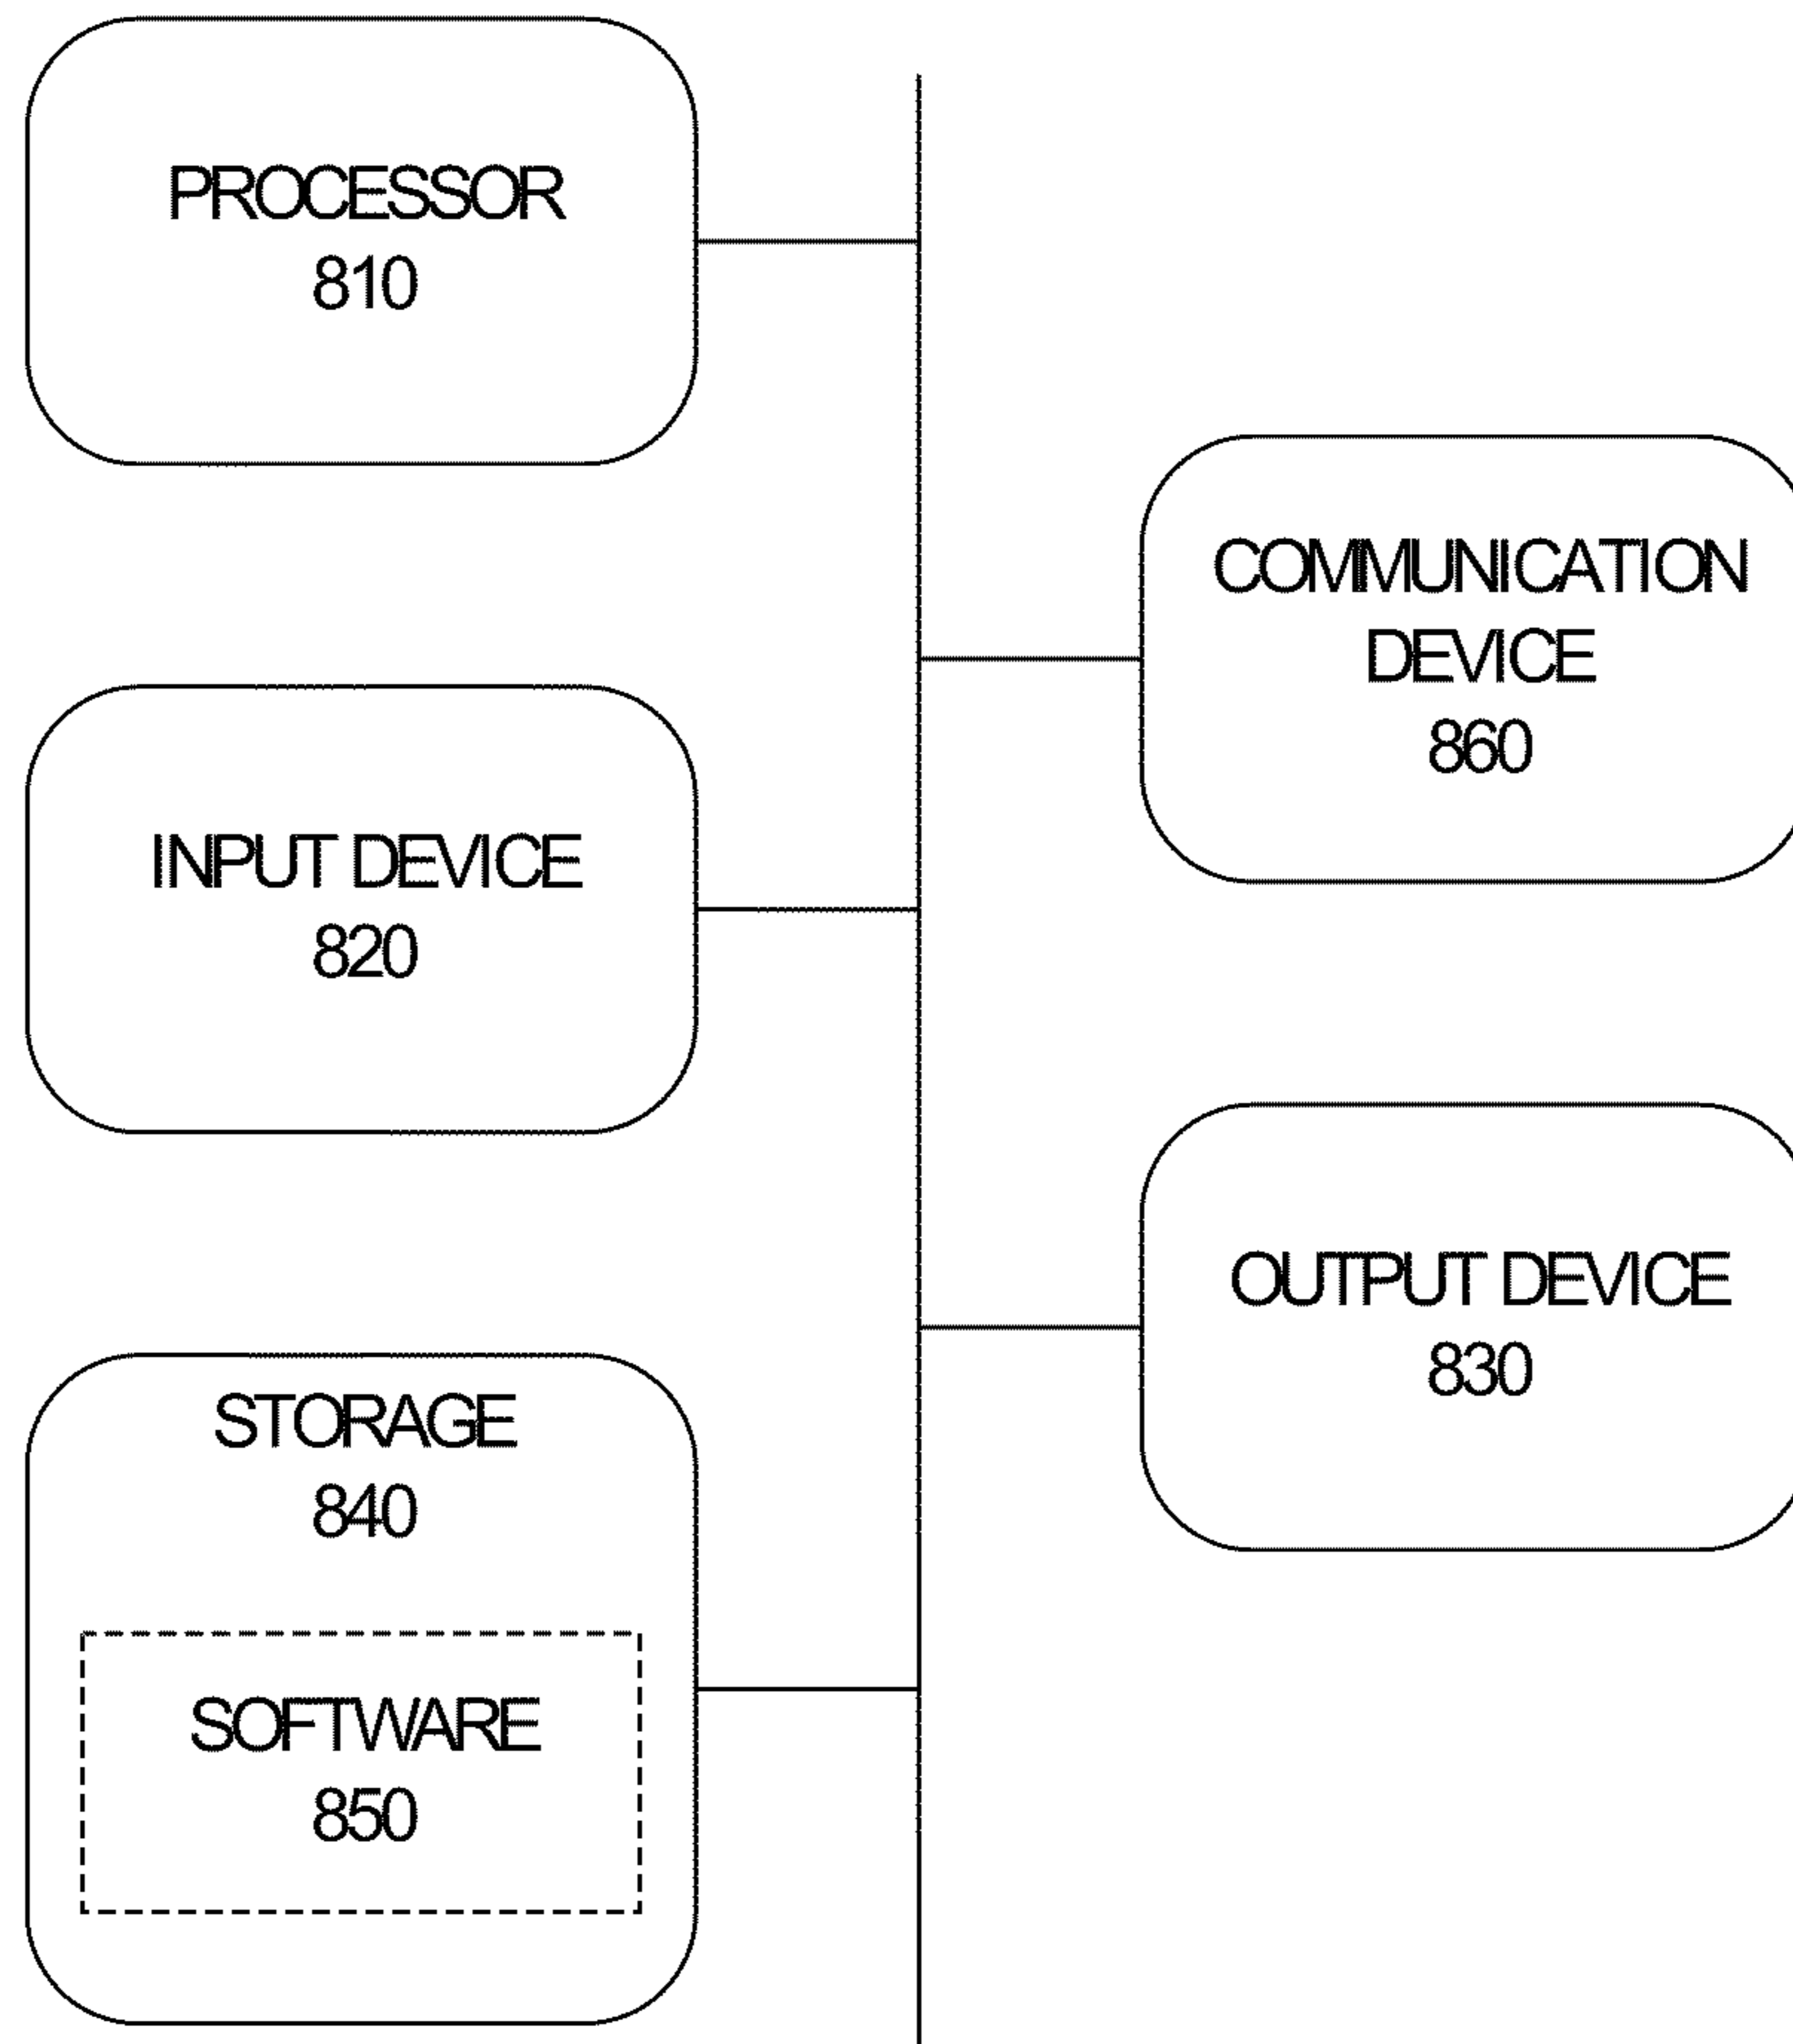 PROCESSOR
810
INPUT DEVICE
820
STORAGE
840
SOFTWARE
850
COMMUNICATION
DEVICE
860
OUTPUT DEVICE
830